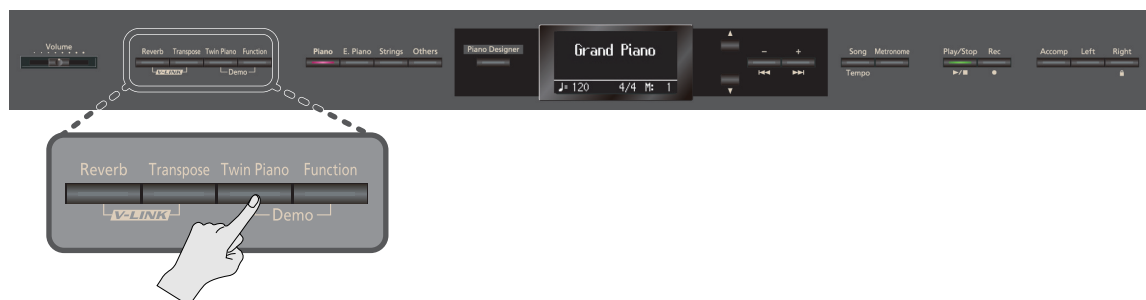 Volume
Reverb Transpose Twin Piano Function
V-LINK Demo
Piano E. Piano Strings Others
Piano Designer
Grand Piano
♩= 120 4/4 M: 1
- +
Song Metronome
Tempo
Play/Stop Rec
Accomp Left Right
Reverb Transpose Twin Piano Function
V-LINK Demo